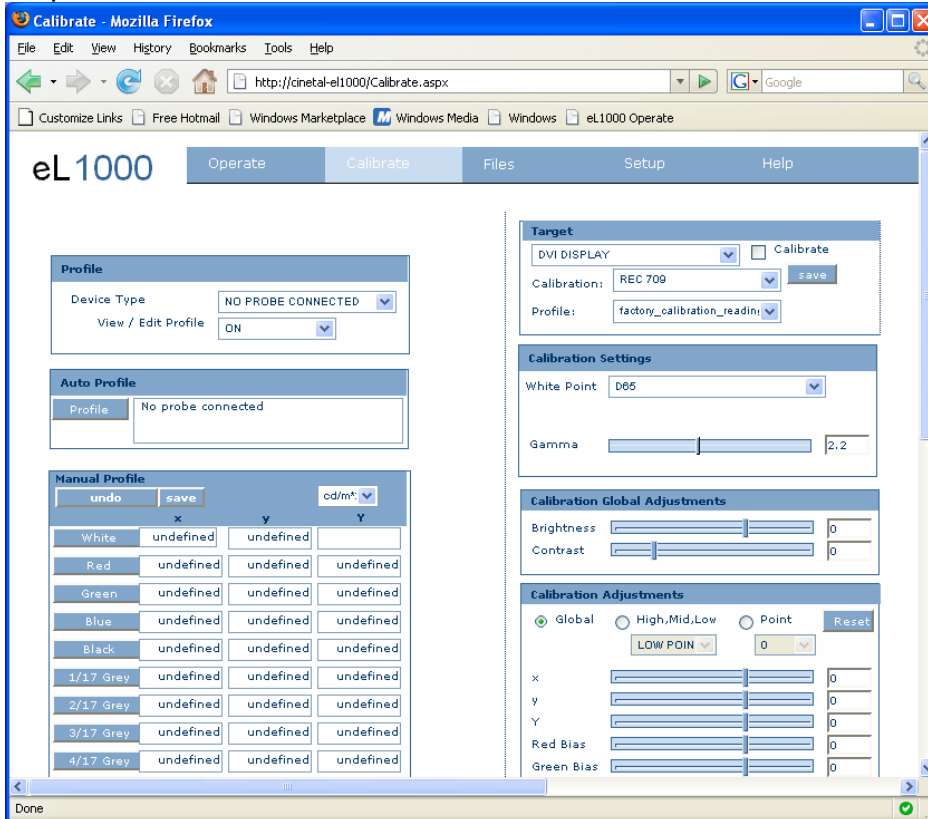 Calibrate - Mozilla Firefox
File Edit View History Bookmarks Tools Help
http://cinetal-el1000/Calibrate.aspx
G Google
Customize Links Free Hotmail Windows Marketplace Windows Media Windows eL1000 Operate
eL1000
Operate Calibrate Files Setup Help
Profile
Device Type NO PROBE CONNECTED
View / Edit Profile ON
Auto Profile
Profile No probe connected
Manual Profile
undo save cd/m²
x y Y
White undefined undefined
Red undefined undefined undefined
Green undefined undefined undefined
Blue undefined undefined undefined
Black undefined undefined undefined
1/17 Grey undefined undefined undefined
2/17 Grey undefined undefined undefined
3/17 Grey undefined undefined undefined
4/17 Grey undefined undefined undefined
Target
DVI DISPLAY Calibrate
Calibration: REC 709 save
Profile: factory_calibration_reading
Calibration Settings
White Point D65
Gamma 2.2
Calibration Global Adjustments
Brightness 0
Contrast 0
Calibration Adjustments
Global High,Mid,Low Point Reset
LOW POIN 0
x 0
y 0
Y 0
Red Bias 0
Green Bias 0
Done